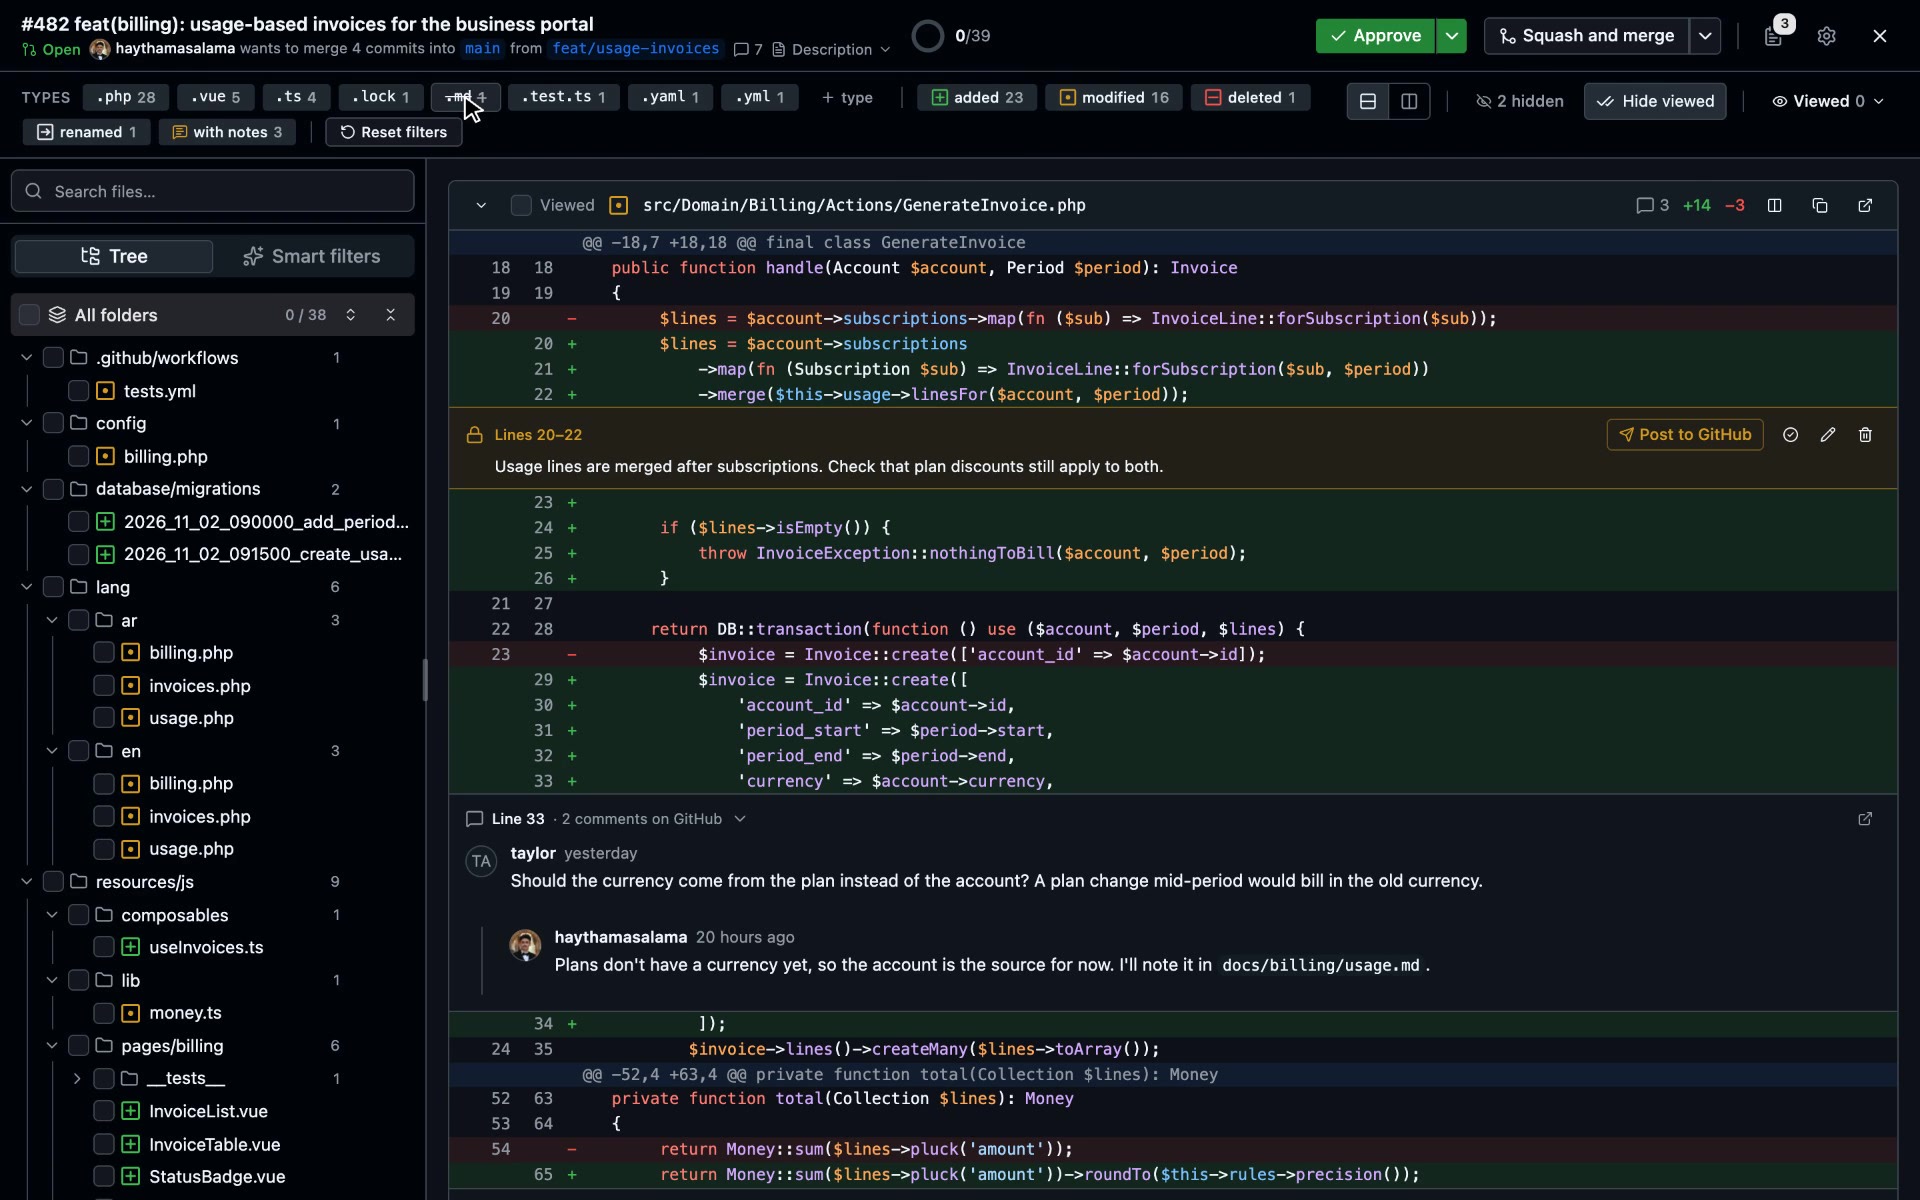 #482 feat(billing): usage-based invoices for the business portal
Open haythamasalama wants to merge 4 commits into main from feat/usage-invoices 7 Description
0/39
Approve
Squash and merge
3
TYPES .php 28 .vue 5 .ts 4 .lock 1 .md 1 .test.ts 1 .yaml 1 .yml 1 + type added 23 modified 16 deleted 1
2 hidden Hide viewed Viewed 0
renamed 1 with notes 3 Reset filters
Search files...
Tree Smart filters
All folders 0 / 38
.github/workflows 1
tests.yml
config 1
billing.php
database/migrations 2
2026_11_02_090000_add_period...
2026_11_02_091500_create_usa...
lang 6
ar 3
billing.php
invoices.php
usage.php
en 3
billing.php
invoices.php
usage.php
resources/js 9
composables 1
useInvoices.ts
lib 1
money.ts
pages/billing 6
__tests__ 1
InvoiceList.vue
InvoiceTable.vue
StatusBadge.vue
Viewed src/Domain/Billing/Actions/GenerateInvoice.php 3 +14 −3
@@ −18,7 +18,18 @@ final class GenerateInvoice
18 18 public function handle(Account $account, Period $period): Invoice
19 19 {
20 − $lines = $account->subscriptions->map(fn ($sub) => InvoiceLine::forSubscription($sub));
20 + $lines = $account->subscriptions
21 + ->map(fn (Subscription $sub) => InvoiceLine::forSubscription($sub, $period))
22 + ->merge($this->usage->linesFor($account, $period));
Lines 20–22 Post to GitHub
Usage lines are merged after subscriptions. Check that plan discounts still apply to both.
23 +
24 + if ($lines->isEmpty()) {
25 + throw InvoiceException::nothingToBill($account, $period);
26 + }
21 27
22 28 return DB::transaction(function () use ($account, $period, $lines) {
23 − $invoice = Invoice::create(['account_id' => $account->id]);
29 + $invoice = Invoice::create([
30 + 'account_id' => $account->id,
31 + 'period_start' => $period->start,
32 + 'period_end' => $period->end,
33 + 'currency' => $account->currency,
Line 33 · 2 comments on GitHub
TA taylor yesterday
Should the currency come from the plan instead of the account? A plan change mid-period would bill in the old currency.
haythamasalama 20 hours ago
Plans don't have a currency yet, so the account is the source for now. I'll note it in docs/billing/usage.md .
34 + ]);
24 35 $invoice->lines()->createMany($lines->toArray());
@@ −52,4 +63,4 @@ private function total(Collection $lines): Money
52 63 private function total(Collection $lines): Money
53 64 {
54 − return Money::sum($lines->pluck('amount'));
65 + return Money::sum($lines->pluck('amount'))->roundTo($this->rules->precision());